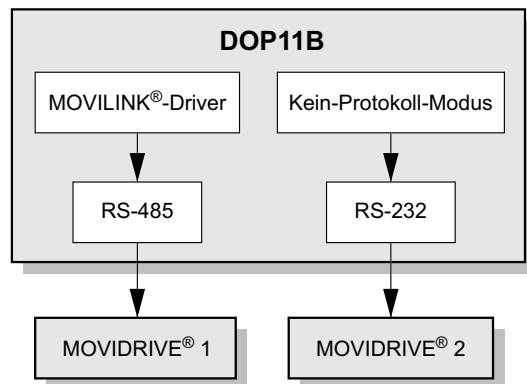 DOP11B
MOVILINK®-Driver
Kein-Protokoll-Modus
RS-485
RS-232
MOVIDRIVE® 1
MOVIDRIVE® 2